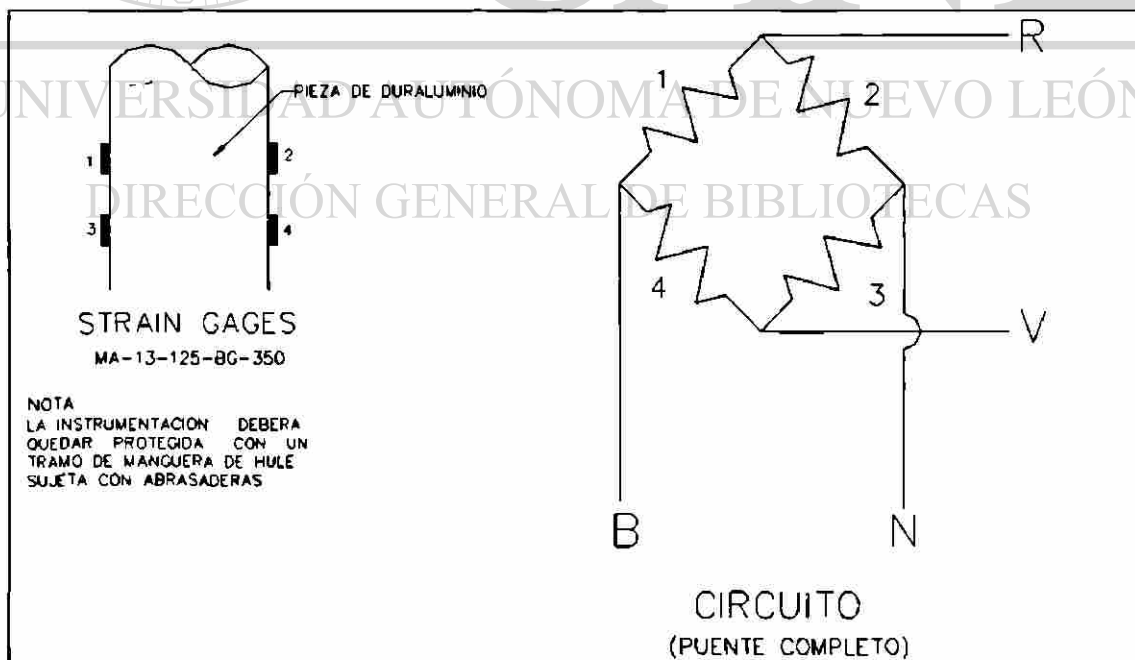 UNIVERSIDAD AUTÓNOMA DE NUEVO LEÓN
DIRECCIÓN GENERAL DE BIBLIOTECAS
PIEZA DE DURALUMINIO
1
2
3
4
STRAIN GAGES
MA-13-125-BG-350
NOTA
LA INSTRUMENTACION DEBERA
QUEDAR PROTEGIDA CON UN
TRAMO DE MANGUERA DE HULE
SUJETA CON ABRASADERAS
R
1
2
4
3
V
B
N
CIRCUITO
(PUENTE COMPLETO)